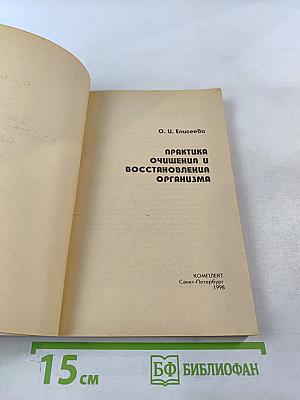 О. И. Елисеева
ПРАКТИКА
ОЧИЩЕНИЯ И
ВОССТАНОВЛЕНИЯ
ОРГАНИЗМА
КОМПЛЕКТ
Санкт-Петербург
1998
15 см
БФ БИБЛИОФАН